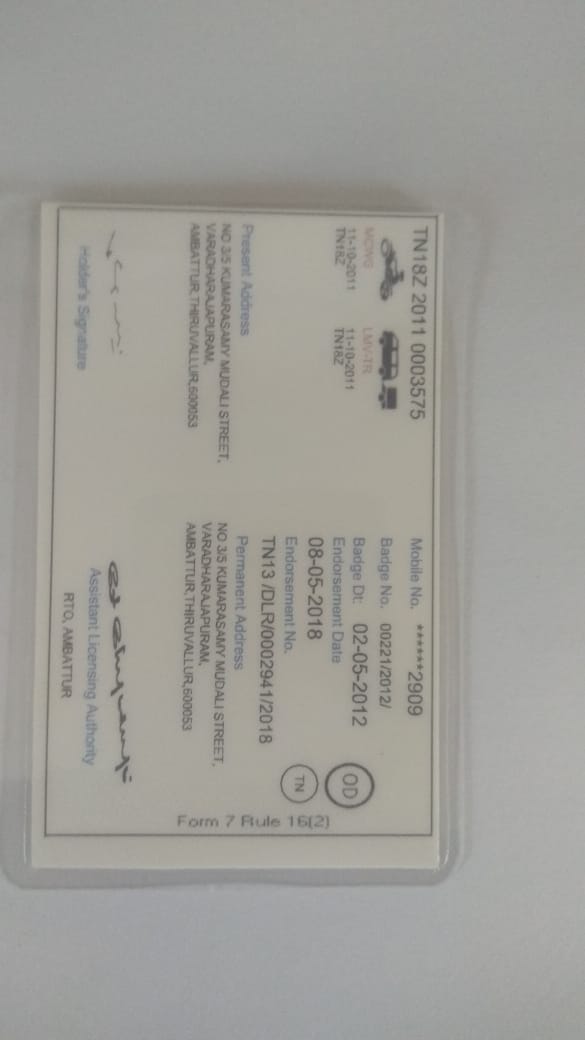 TN18Z 2011 0003575
MCWG
11-10-2011
TN18Z
LMV-TR
11-10-2011
TN18Z
Mobile No. ******2909
Badge No. 00221/2012/
Badge Dt: 02-05-2012
Endorsement Date
08-05-2018
Endorsement No.
TN13 /DLR/0002941/2018
OD
TN
Present Address
NO 3/5 KUMARASAMY MUDALI STREET,
VARADHARAJAPURAM,
AMBATTUR,THIRUVALLUR,600053
Permanent Address
NO 3/5 KUMARASAMY MUDALI STREET,
VARADHARAJAPURAM,
AMBATTUR,THIRUVALLUR,600053
Holder's Signature
Assistant Licensing Authority
RTO, AMBATTUR
Form 7 Rule 16(2)